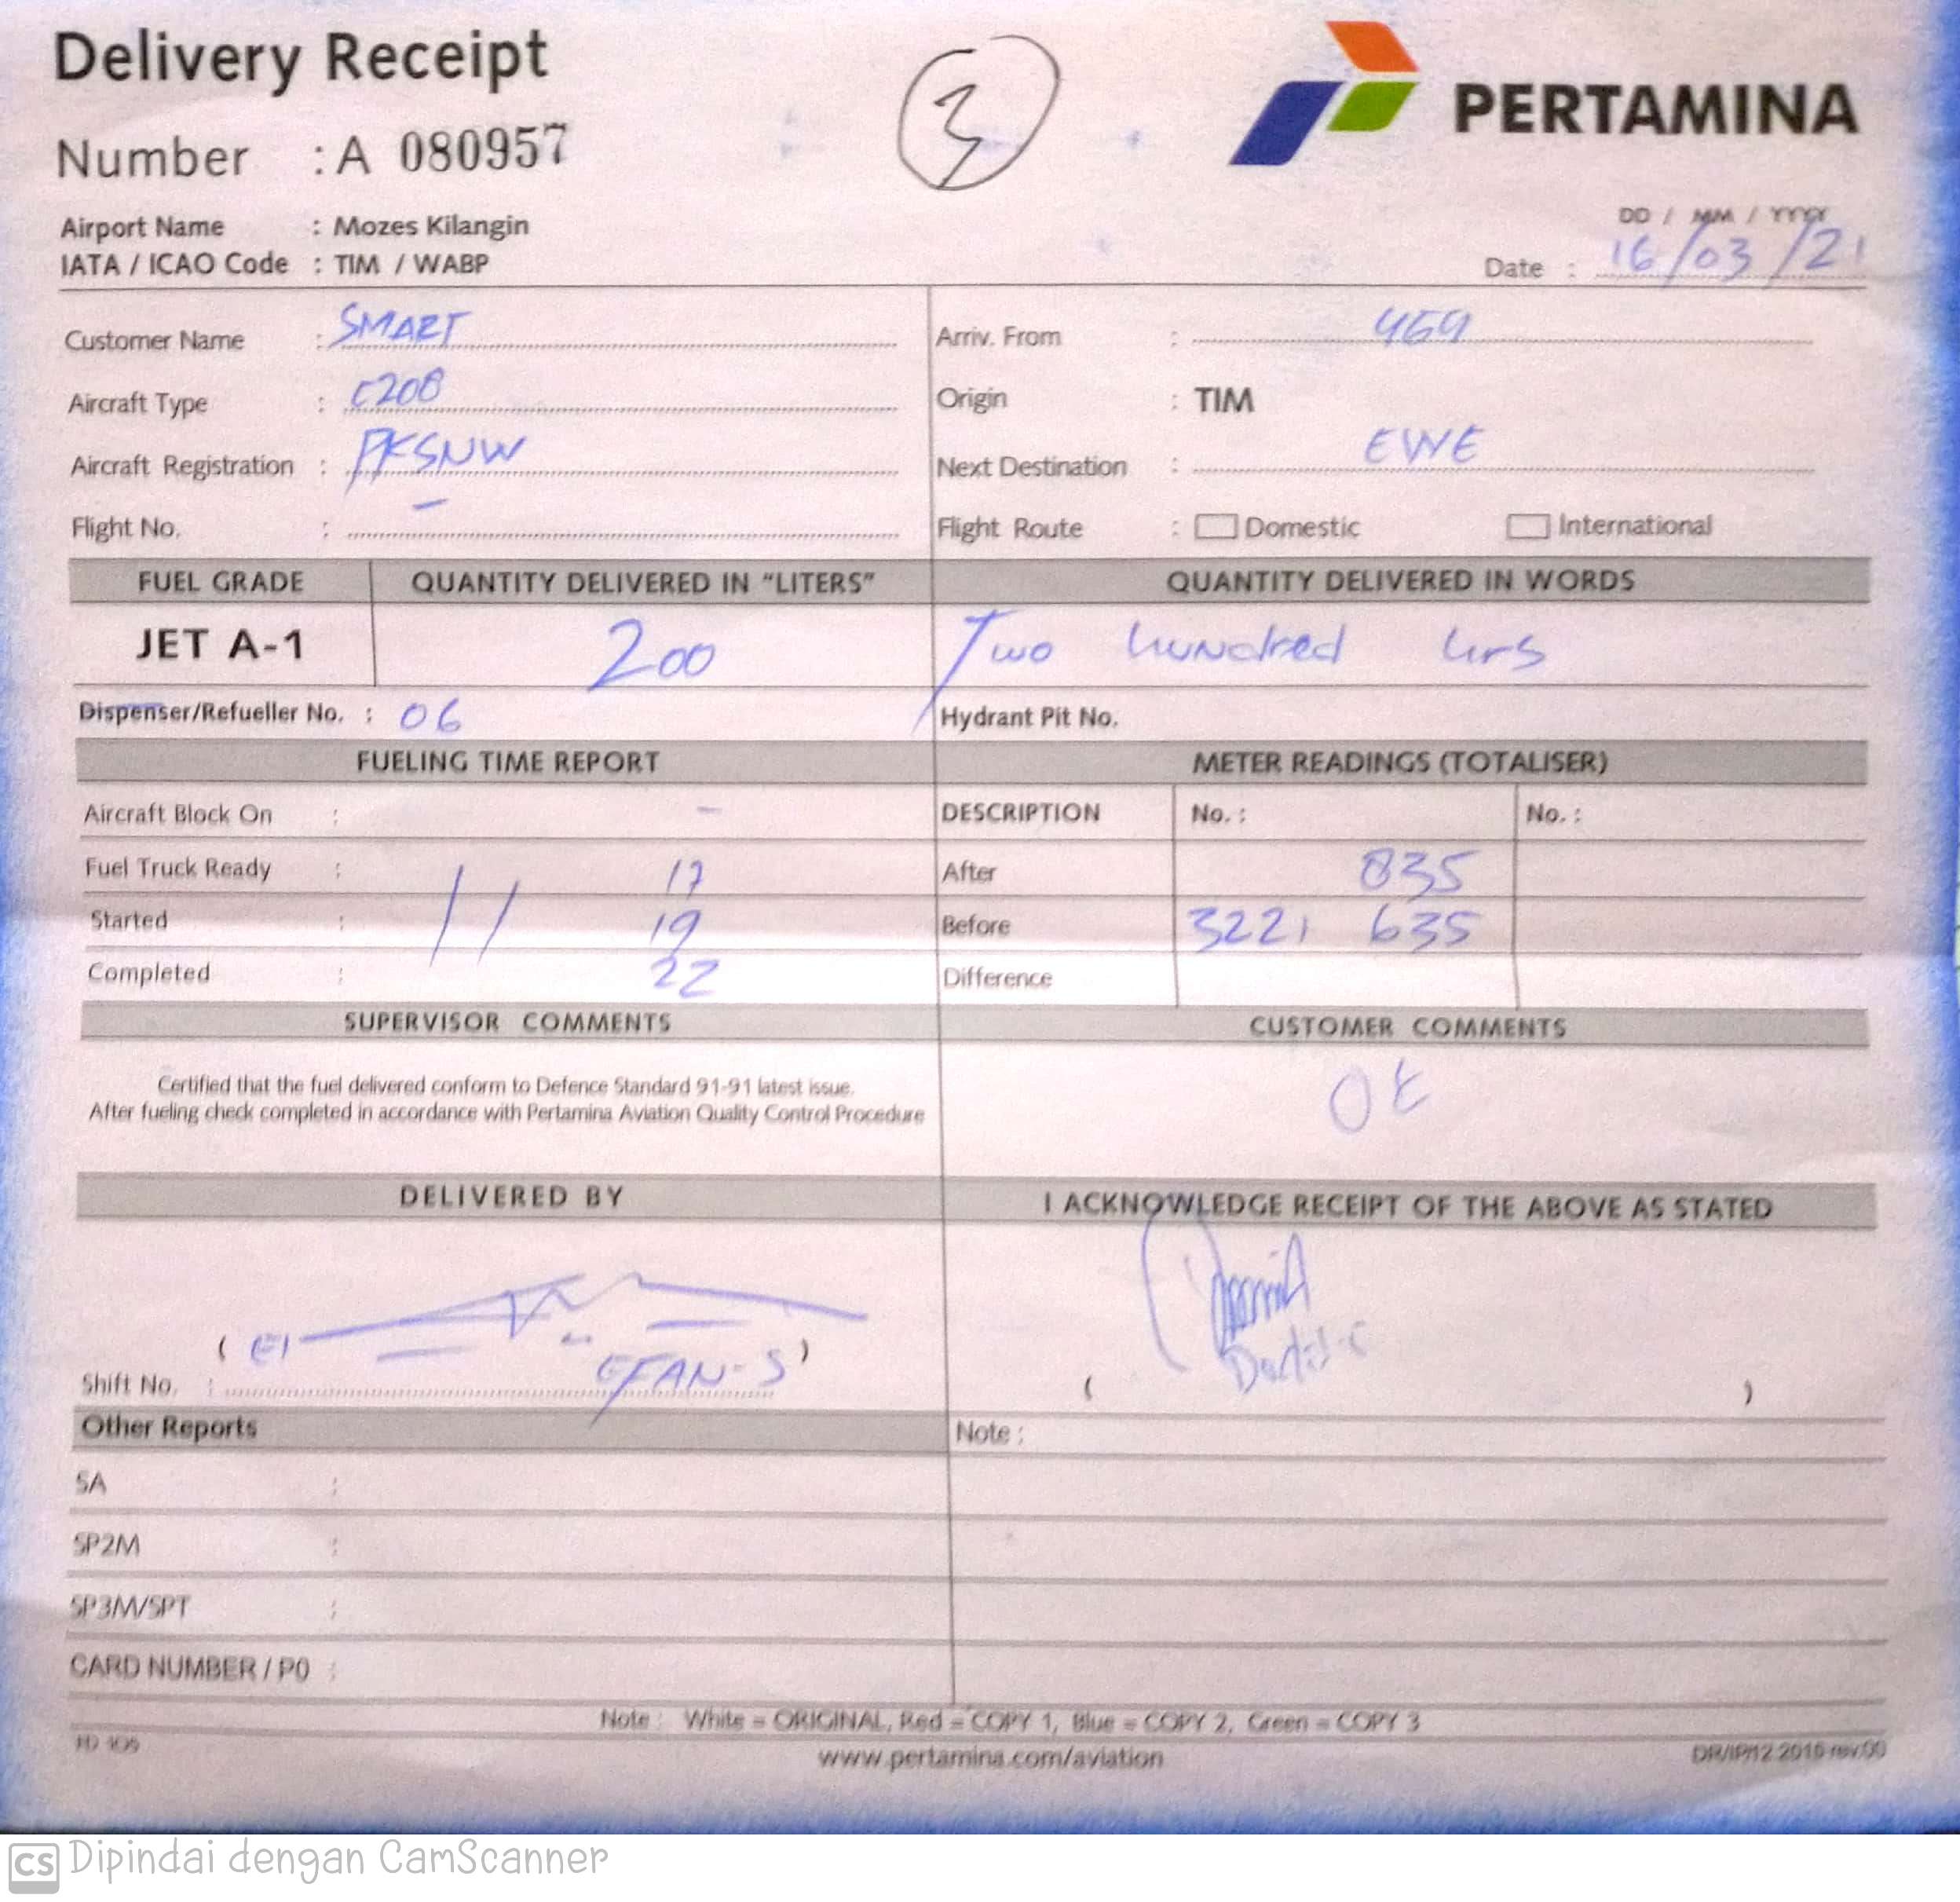 Delivery Receipt
3
PERTAMINA
Number : A 080957
Airport Name : Mozes Kilangin
IATA / ICAO Code : TIM / WABP
DD / MM / YYYY
Date : 16/03/21
Customer Name : SMART
Arriv. From : 459
Aircraft Type : C208
Origin : TIM
Aircraft Registration : PKSNW
Next Destination : EWE
Flight No. : -
Flight Route : Domestic International
FUEL GRADE QUANTITY DELIVERED IN "LITERS" QUANTITY DELIVERED IN WORDS
JET A-1 200 Two hundred
Dispenser/Refueller No. : 06 Hydrant Pit No.
FUELING TIME REPORT METER READINGS (TOTALISER)
Aircraft Block On : - DESCRIPTION No. : No. :
Fuel Truck Ready : 17 After 835
Started : 11 19 Before 3221 635
Completed : 22 Difference
SUPERVISOR COMMENTS CUSTOMER COMMENTS
Certified that the fuel delivered conform to Defence Standard 91-91 latest issue.
After fueling check completed in accordance with Pertamina Aviation Quality Control Procedure
OK
DELIVERED BY I ACKNOWLEDGE RECEIPT OF THE ABOVE AS STATED
( )
EFAN-S
Shift No. :
( )
Other Reports Note :
SA :
SP2M :
SP3M/SPT :
CARD NUMBER / PO :
Note : White = ORIGINAL, Red = COPY 1, Blue = COPY 2, Green = COPY 3
www.pertamina.com/aviation
CS Dipindai dengan CamScanner